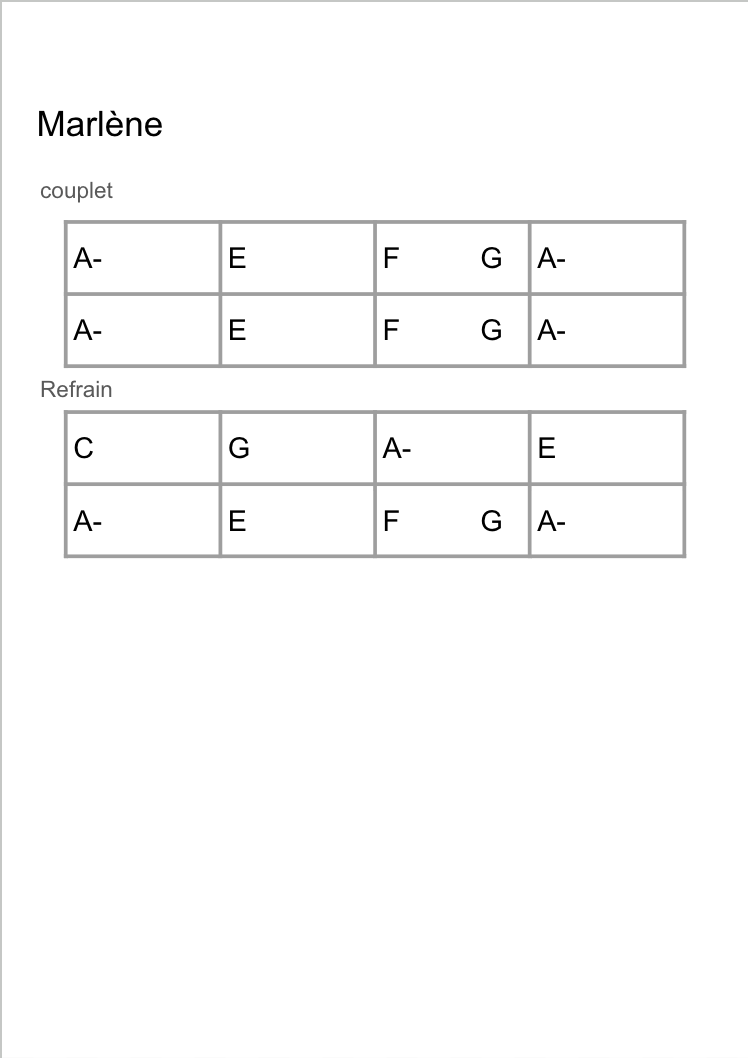 Marlène
couplet
A- E F G A-
A- E F G A-
Refrain
C G A- E
A- E F G A-